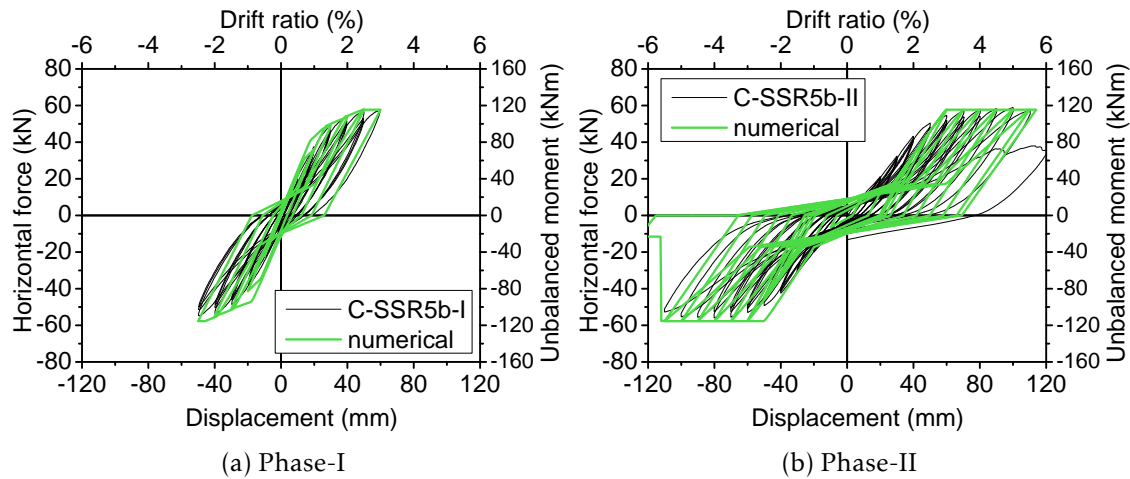 Drift ratio (%)
-6 -4 -2 0 2 4 6
Horizontal force (kN)
80
60
40
20
0
-20
-40
-60
-80
160
120
80
40
0
-40
-80
-120
-160
Unbalanced moment (kNm)
C-SSR5b-I
numerical
-120 -80 -40 0 40 80 120
Displacement (mm)
(a) Phase-I
Drift ratio (%)
-6 -4 -2 0 2 4 6
Horizontal force (kN)
80
60
40
20
0
-20
-40
-60
-80
C-SSR5b-II
numerical
160
120
80
40
0
-40
-80
-120
-160
Unbalanced moment (kNm)
-120 -80 -40 0 40 80 120
Displacement (mm)
(b) Phase-II